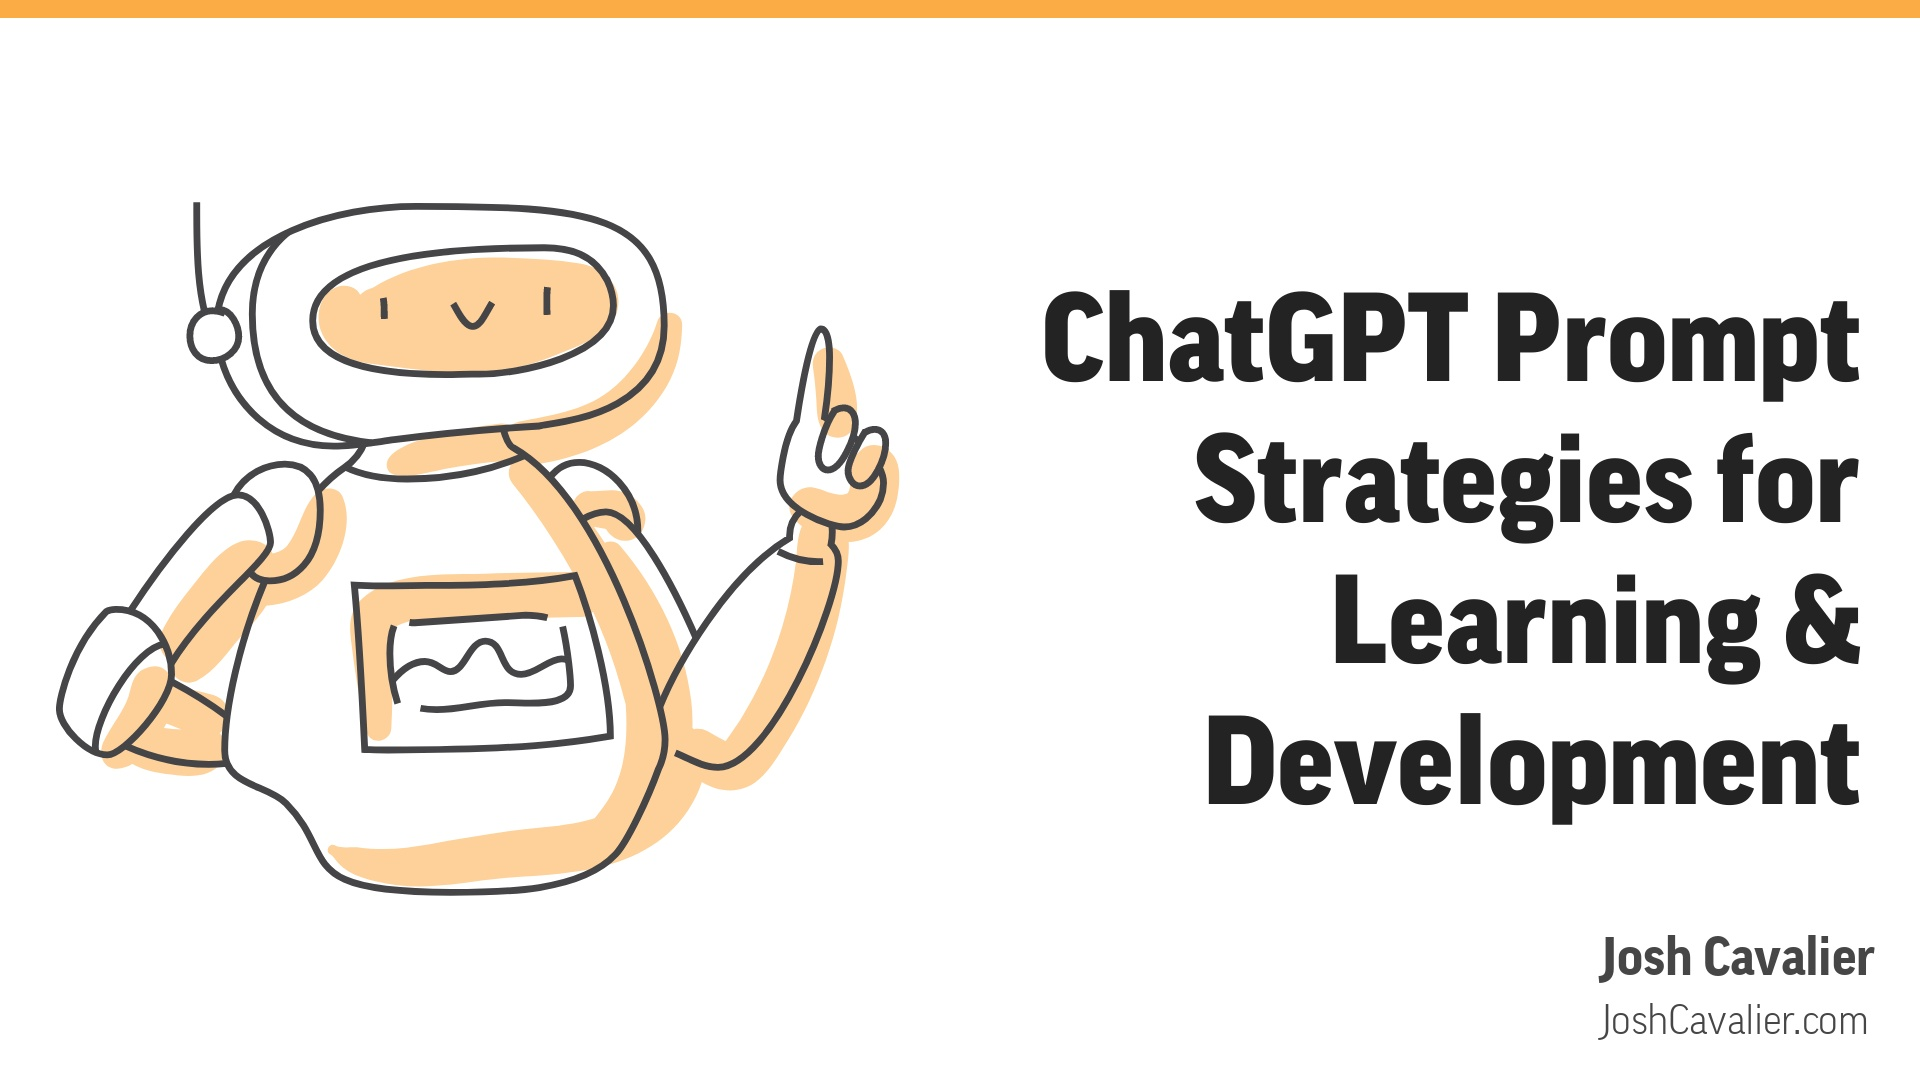 ChatGPT Prompt
Strategies for
Learning &
Development
Josh Cavalier
JoshCavalier.com